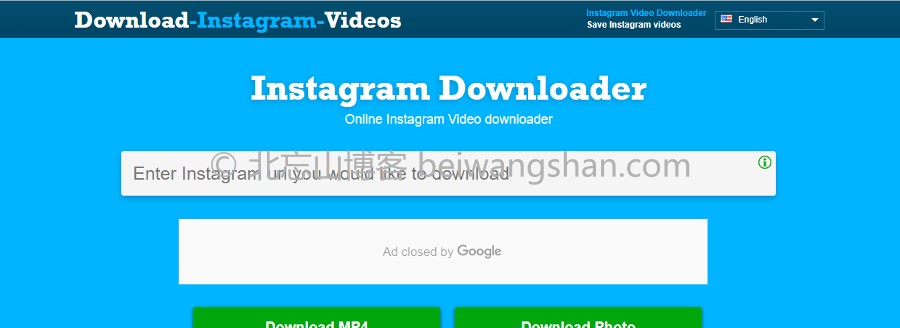 Download-Instagram-Videos
Instagram Video Downloader
Save Instagram videos
English
Instagram Downloader
Online Instagram Video downloader
Enter Instagram url you would like to download
© 北忘山博客 beiwangshan.com
Ad closed by Google
Download MP4
Download Photo